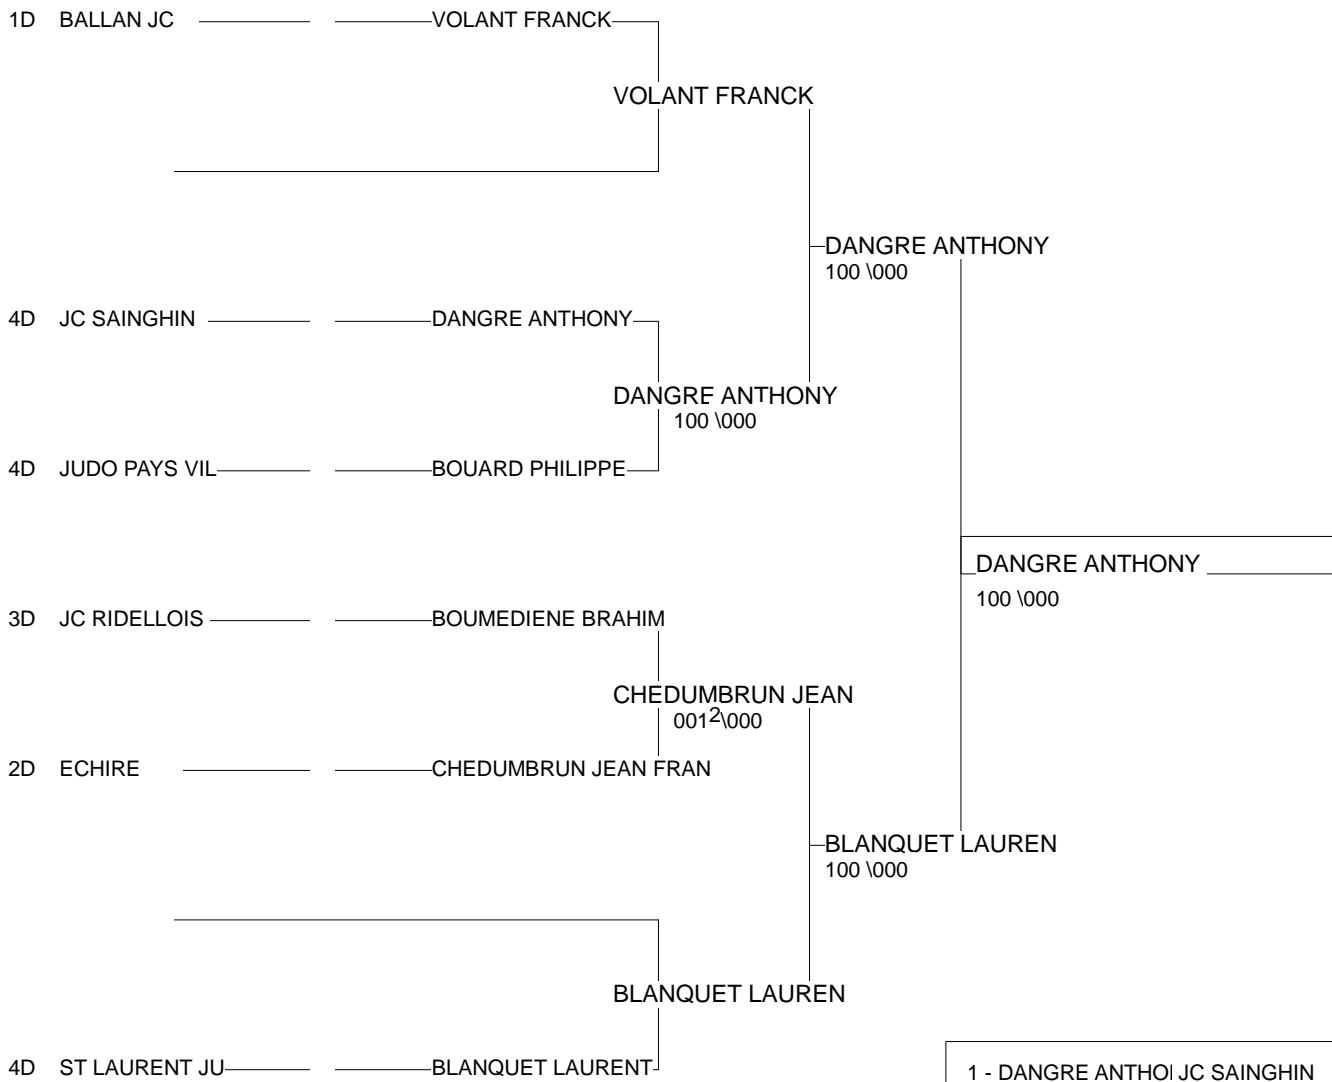 1D BALLAN JC VOLANT FRANCK
VOLANT FRANCK
DANGRE ANTHONY
100 \000
4D JC SAINGHIN DANGRE ANTHONY
DANGRE ANTHONY
100 \000
4D JUDO PAYS VIL BOUARD PHILIPPE
DANGRE ANTHONY
100 \000
3D JC RIDELLOIS BOUMEDIENE BRAHIM
CHEDUMBRUN JEAN
0012\000
2D ECHIRE CHEDUMBRUN JEAN FRAN
BLANQUET LAUREN
100 \000
BLANQUET LAUREN
4D ST LAURENT JU BLANQUET LAURENT
1 - DANGRE ANTHO JC SAINGHIN